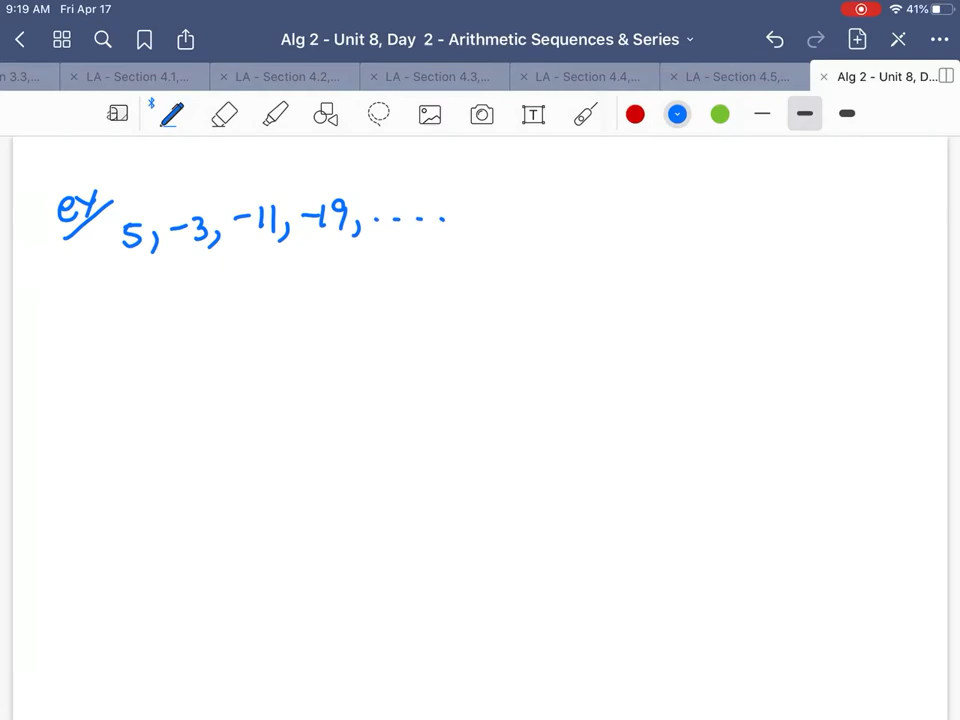 9:19 AM Fri Apr 17 41%
Alg 2 - Unit 8, Day 2 - Arithmetic Sequences & Series
n 3.3,... LA - Section 4.1,... LA - Section 4.2,... LA - Section 4.3,... LA - Section 4.4,... LA - Section 4.5,... Alg 2 - Unit 8, D...
ex/ 5, -3, -11, -19, ....